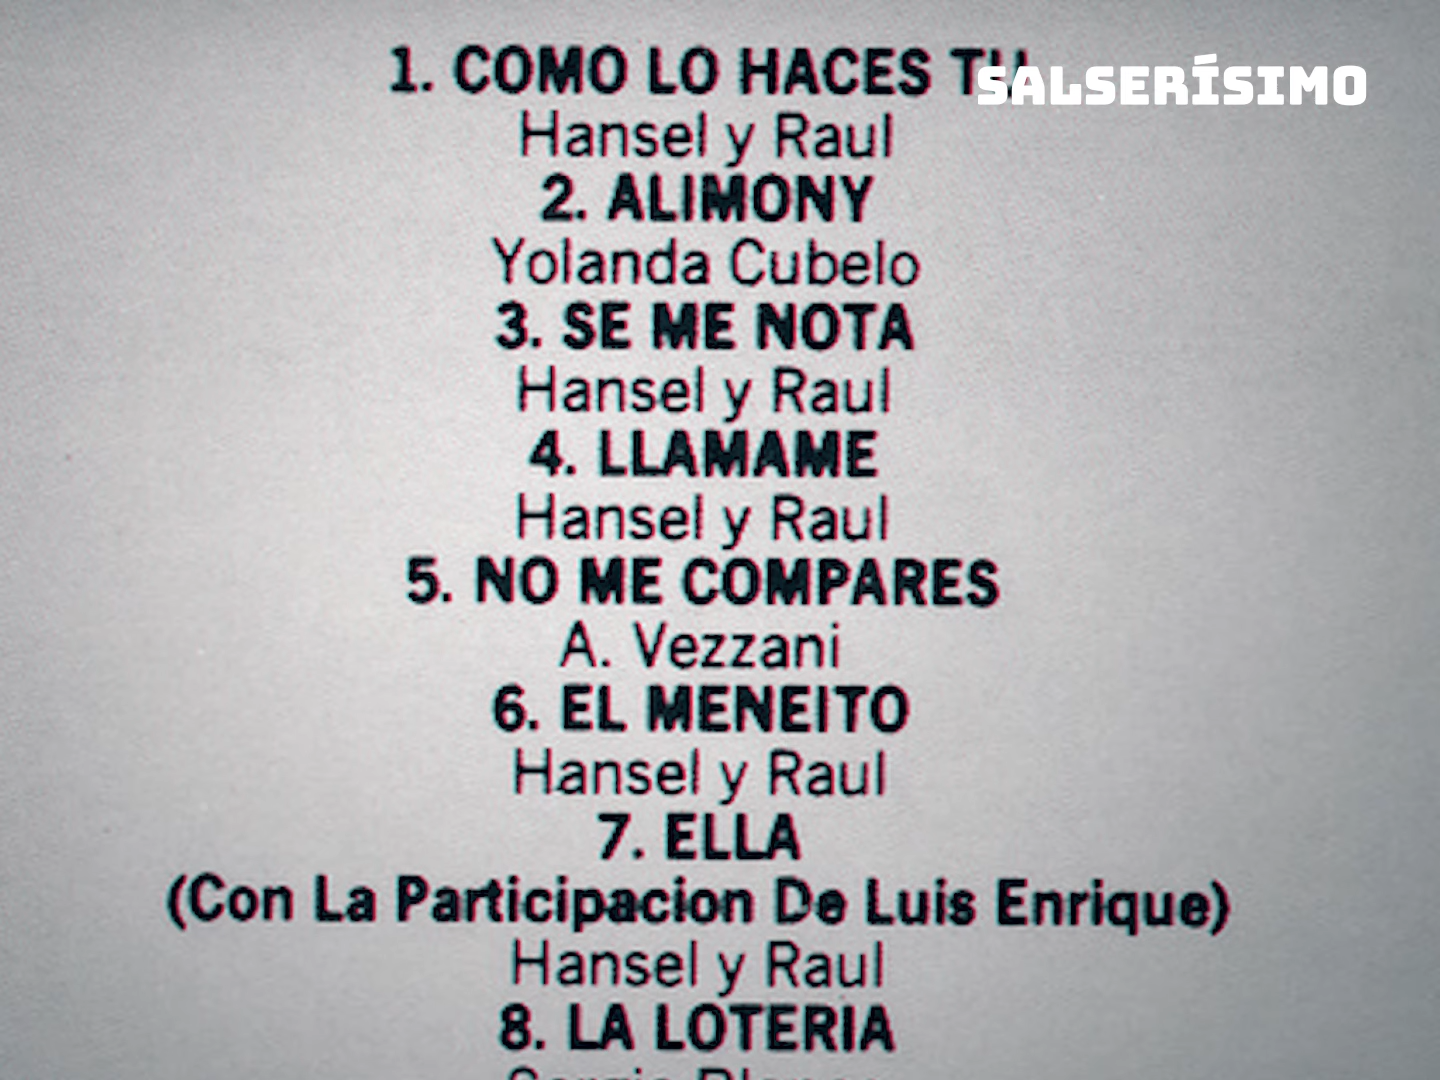 1. COMO LO HACES TU
SALSERÍSIMO
Hansel y Raul
2. ALIMONY
Yolanda Cubelo
3. SE ME NOTA
Hansel y Raul
4. LLAMAME
Hansel y Raul
5. NO ME COMPARES
A. Vezzani
6. EL MENEITO
Hansel y Raul
7. ELLA
(Con La Participacion De Luis Enrique)
Hansel y Raul
8. LA LOTERIA